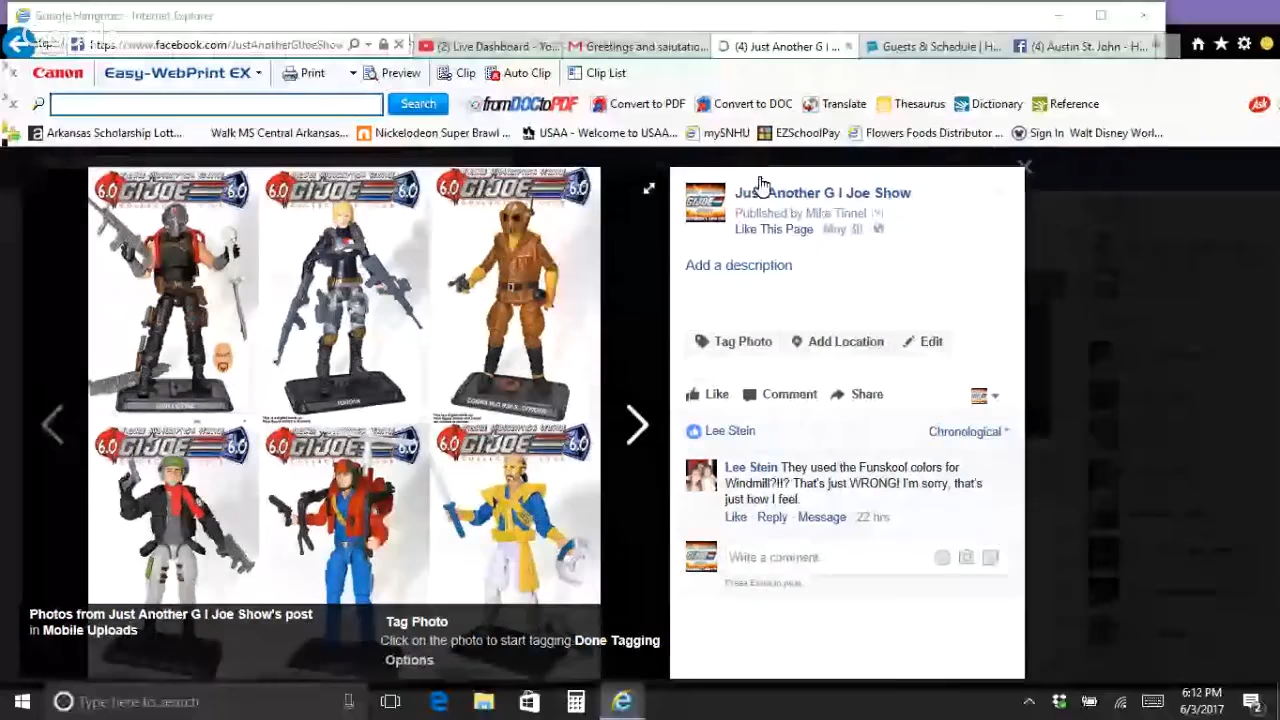 Google Hangouts - Internet Explorer
https://www.facebook.com/JustAnotherGIJoeShow
(2) Live Dashboard - Yo...
Greetings and salutatio...
(4) Just Another G I ...
Guests & Schedule | H...
(4) Austin St. John - H...
Canon Easy-WebPrint EX
Print
Preview
Clip
Auto Clip
Clip List
Search
fromDOCtoPDF
Convert to PDF
Convert to DOC
Translate
Thesaurus
Dictionary
Reference
Ask
Arkansas Scholarship Lott...
Walk MS Central Arkansas...
Nickelodeon Super Brawl ...
USAA - Welcome to USAA...
mySNHU
EZSchoolPay
Flowers Foods Distributor ...
Sign In
Walt Disney Worl...
6.0 G.I. JOE 6.0
6.0 G.I. JOE 6.0
6.0 G.I. JOE 6.0
6.0 G.I. JOE 6.0
6.0 G.I. JOE 6.0
6.0 G.I. JOE 6.0
Just Another G I Joe Show
Published by Mike Tinnel
Like This Page
May
Add a description
Tag Photo
Add Location
Edit
Like
Comment
Share
Lee Stein
Chronological
Lee Stein They used the Funskool colors for
Windmill?!!? That's just WRONG! I'm sorry, that's
just how I feel.
Like · Reply · Message 22 hrs
Write a comment.
Photos from Just Another G I Joe Show's post
in Mobile Uploads
Tag Photo
Click on the photo to start tagging. Done Tagging
Options
Type here to search
6:12 PM
6/3/2017